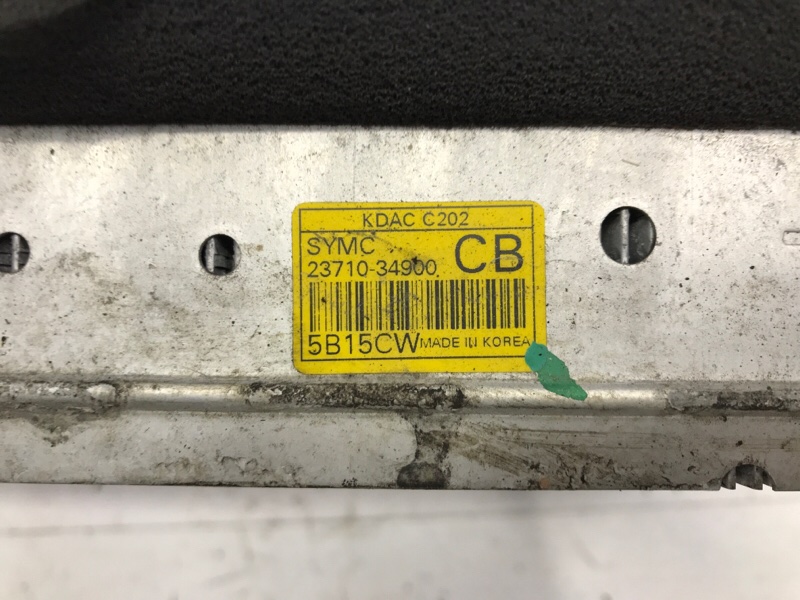 KDAC C202
SYMC CB
23710-34900
5B15CW MADE IN KOREA